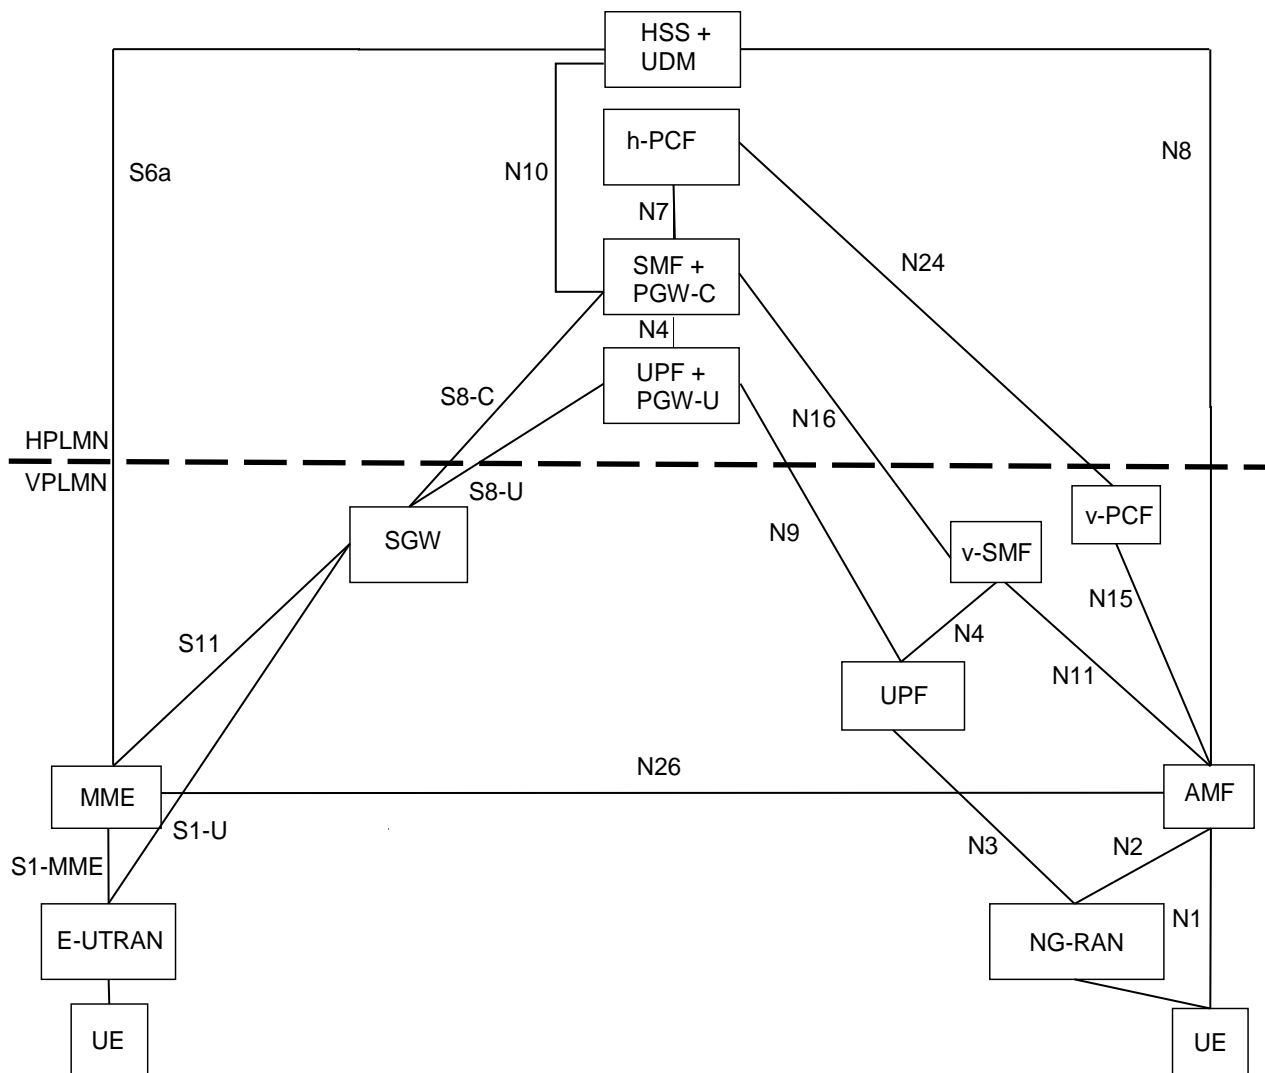 HSS +
UDM
h-PCF
N8
S6a
N10
N7
SMF +
PGW-C
N24
N4
UPF +
PGW-U
S8-C
N16
HPLMN
VPLMN
S8-U
v-PCF
SGW
N9
v-SMF
N15
S11
N4
N11
UPF
N26
MME
AMF
S1-U
N3
N2
S1-MME
N1
E-UTRAN
NG-RAN
UE
UE